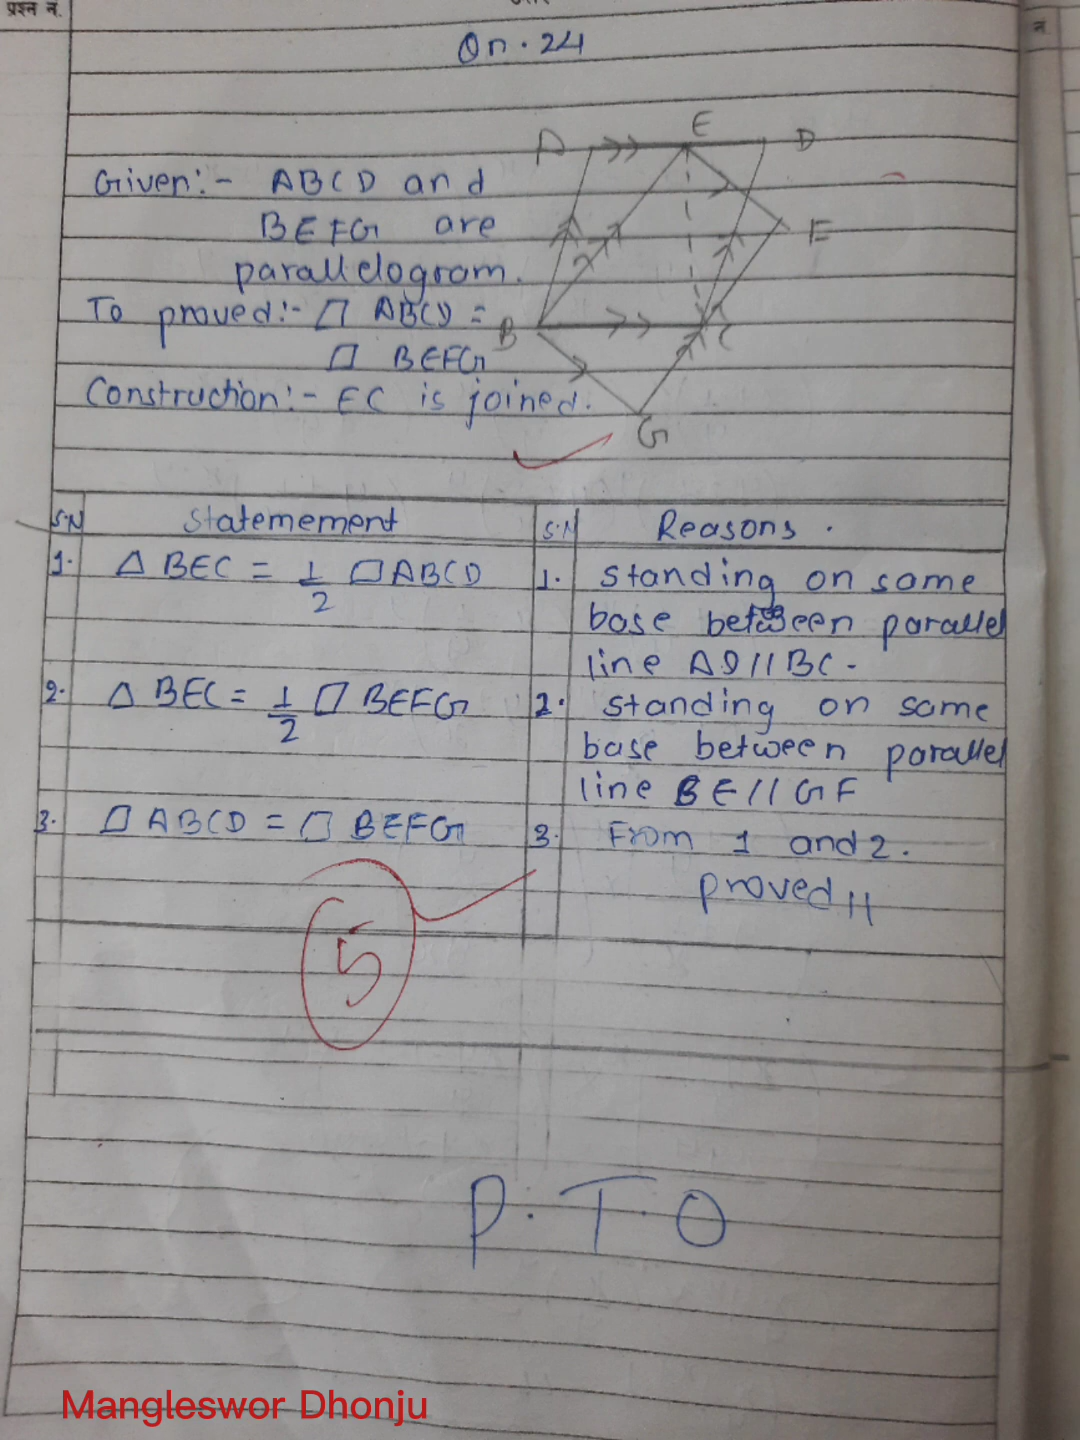 प्रश्न नं.
नं.
Qn. 24
A E D
Given:- ABCD and
BEFG are
parallelogram.
E
To proved:- ▱ ABCD =
▱ BEFG
B C
Construction:- EC is joined.
G
S.N Statemement S.N Reasons.
1. △ BEC = 1/2 ▱ ABCD 1. standing on same
base between parallel
line AD//BC-
2. △ BEC = 1/2 ▱ BEFG 2. standing on same
base between parallel
line BE//GF
3. ▱ ABCD = ▱ BEFG 3. From 1 and 2.
proved
5
P.T.O
Mangleswor Dhonju